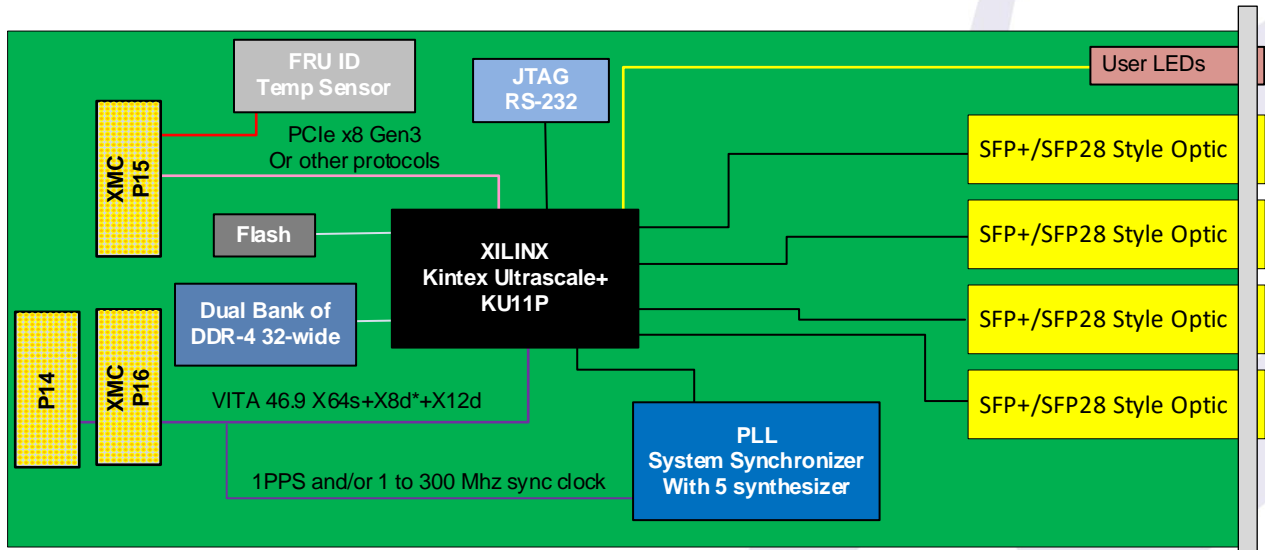 FRU ID
Temp Sensor
JTAG
RS-232
User LEDs
XMC
P15
PCIe x8 Gen3
Or other protocols
SFP+/SFP28 Style Optic
Flash
XILINX
Kintex Ultrascale+
KU11P
SFP+/SFP28 Style Optic
Dual Bank of
DDR-4 32-wide
SFP+/SFP28 Style Optic
P14
XMC
P16
VITA 46.9 X64s+X8d*+X12d
SFP+/SFP28 Style Optic
PLL
System Synchronizer
With 5 synthesizer
1PPS and/or 1 to 300 Mhz sync clock